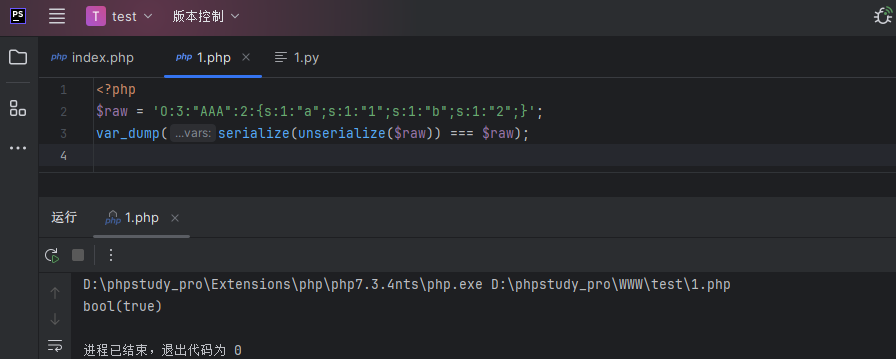 PS T test 版本控制
php index.php php 1.php × 1.py
1 <?php
2 $raw = 'O:3:"AAA":2:{s:1:"a";s:1:"1";s:1:"b";s:1:"2";}';
3 var_dump( ...vars: serialize(unserialize($raw)) === $raw);
4
运行 php 1.php ×
D:\phpstudy_pro\Extensions\php\php7.3.4nts\php.exe D:\phpstudy_pro\WWW\test\1.php
bool(true)
进程已结束，退出代码为 0